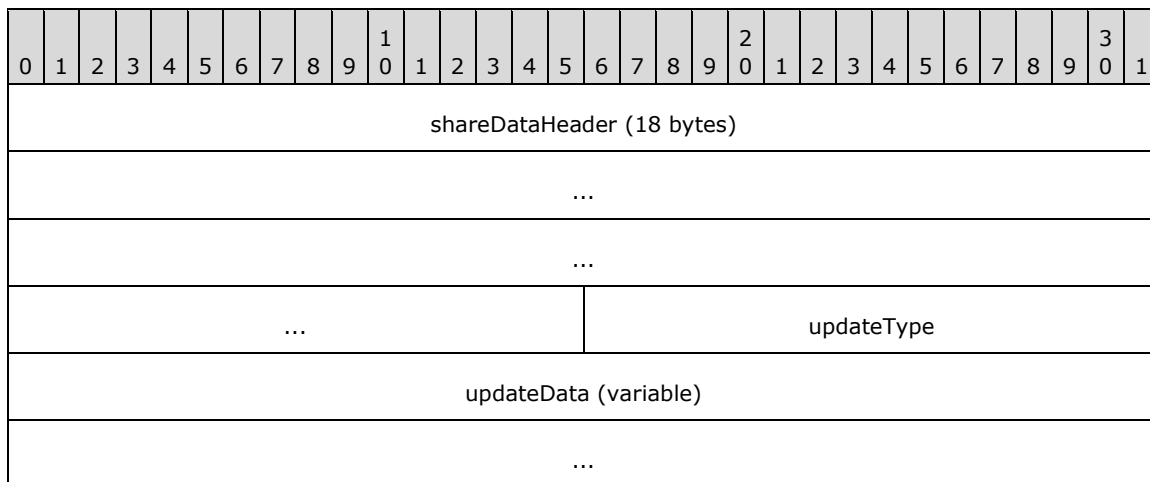 1 2 3
0 1 2 3 4 5 6 7 8 9 0 1 2 3 4 5 6 7 8 9 0 1 2 3 4 5 6 7 8 9 0 1
shareDataHeader (18 bytes)
...
...
... updateType
updateData (variable)
...